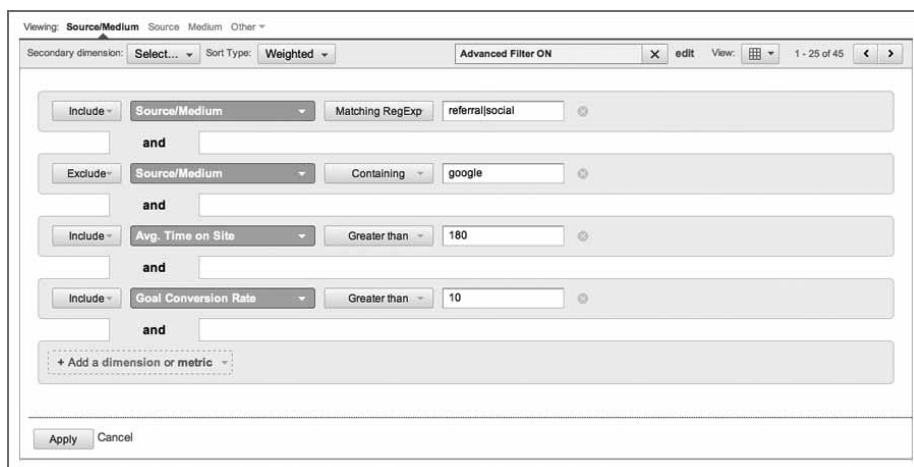 Viewing: Source/Medium Source Medium Other
Secondary dimension: Select... Sort Type: Weighted Advanced Filter ON X edit View: 1 - 25 of 45 < >
Include Source/Medium Matching RegExp referral|social
and
Exclude Source/Medium Containing google
and
Include Avg. Time on Site Greater than 180
and
Include Goal Conversion Rate Greater than 10
and
+ Add a dimension or metric
Apply Cancel